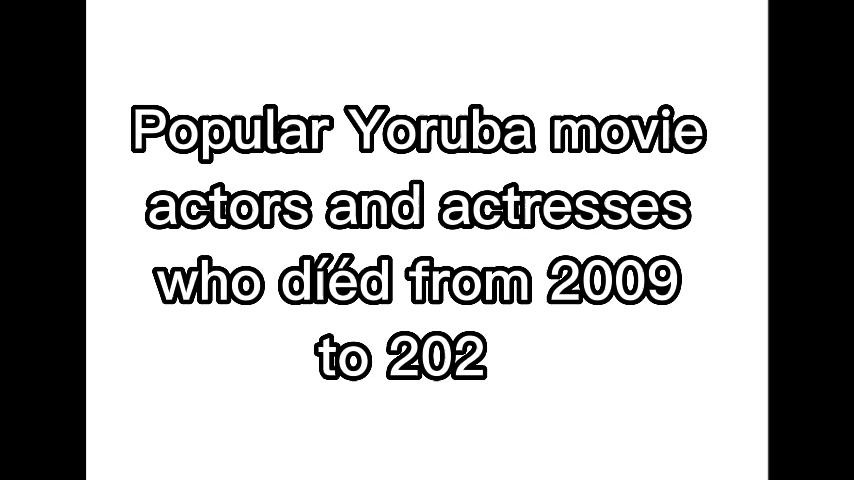 Popular Yoruba movie
actors and actresses
who díéd from 2009
to 202